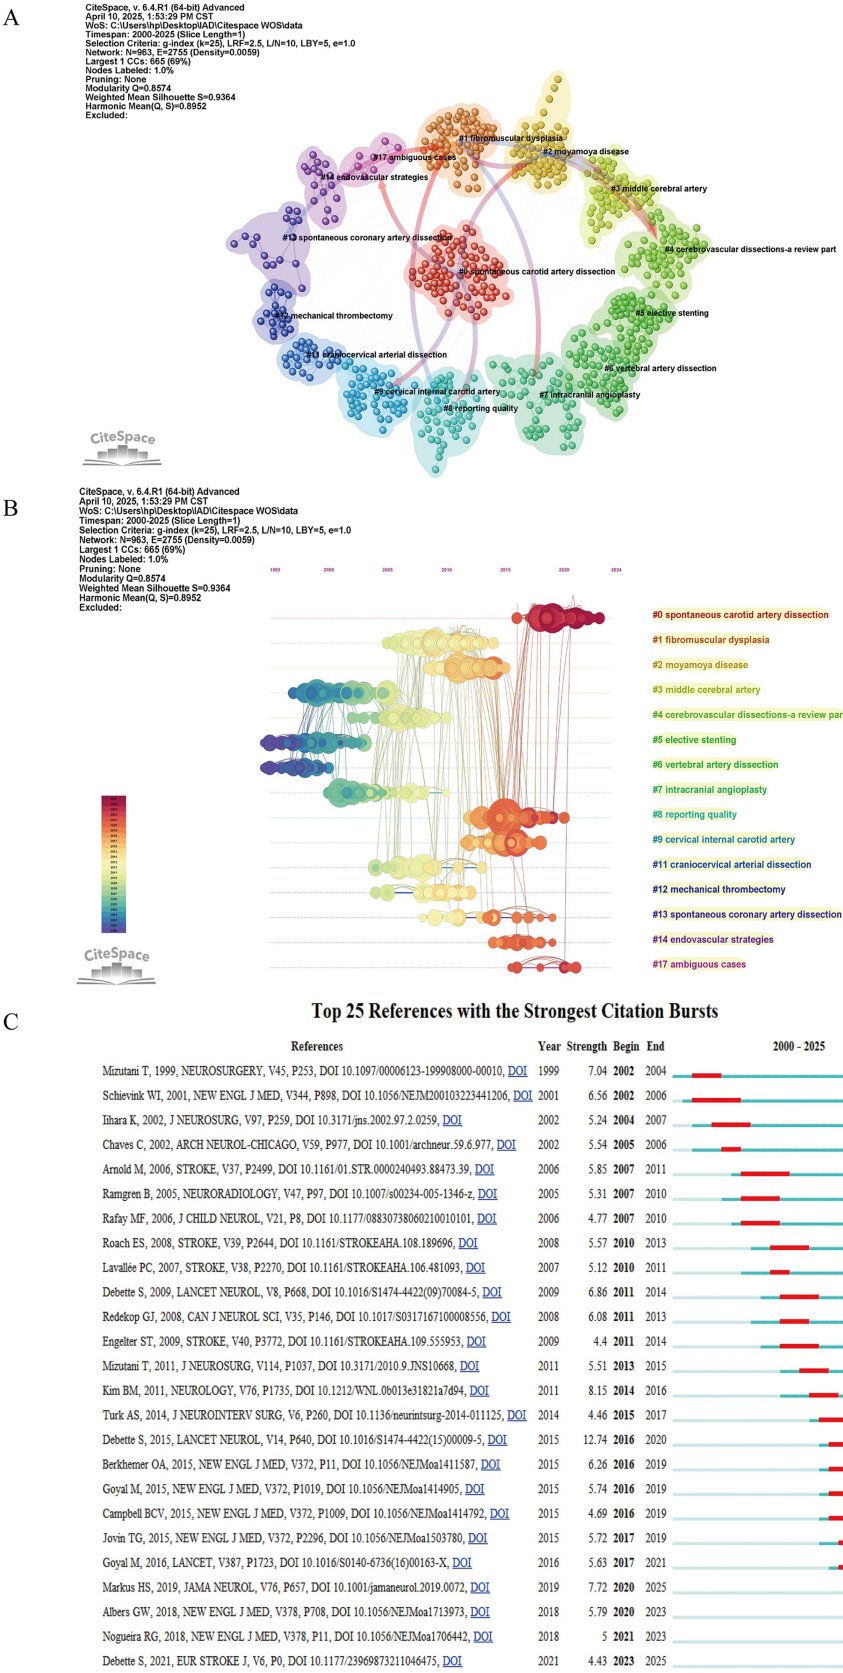 A
CiteSpace, v. 6.4.R1 (64-bit) Advanced
April 10, 2025, 1:53:29 PM CST
WoS: C:\Users\hp\Desktop\IAD\Citespace WOS\data
Timespan: 2000-2025 (Slice Length=1)
Selection Criteria: g-index (k=25), LRF=2.5, L/N=10, LBY=5, e=1.0
Network: N=963, E=2755 (Density=0.0059)
Largest 1 CCs: 665 (69%)
Nodes Labeled: 1.0%
Pruning: None
Modularity Q=0.8574
Weighted Mean Silhouette S=0.9364
Harmonic Mean(Q, S)=0.8952
Excluded:
#1 fibromuscular dysplasia
#2 moyamoya disease
#17 ambiguous cases
#14 endovascular strategies
#3 middle cerebral artery
#13 spontaneous coronary artery dissection
#4 cerebrovascular dissections-a review part
#0 spontaneous carotid artery dissection
#12 mechanical thrombectomy
#5 elective stenting
#11 craniocervical arterial dissection
#6 vertebral artery dissection
#9 cervical internal carotid artery
#7 intracranial angioplasty
#8 reporting quality
CiteSpace
B
CiteSpace, v. 6.4.R1 (64-bit) Advanced
April 10, 2025, 1:53:29 PM CST
WoS: C:\Users\hp\Desktop\IAD\Citespace WOS\data
Timespan: 2000-2025 (Slice Length=1)
Selection Criteria: g-index (k=25), LRF=2.5, L/N=10, LBY=5, e=1.0
Network: N=963, E=2755 (Density=0.0059)
Largest 1 CCs: 665 (69%)
Nodes Labeled: 1.0%
Pruning: None
Modularity Q=0.8574
Weighted Mean Silhouette S=0.9364
Harmonic Mean(Q, S)=0.8952
Excluded:
1995 2000 2005 2010 2015 2020 2024
#0 spontaneous carotid artery dissection
#1 fibromuscular dysplasia
#2 moyamoya disease
#3 middle cerebral artery
#4 cerebrovascular dissections-a review par
#5 elective stenting
#6 vertebral artery dissection
#7 intracranial angioplasty
#8 reporting quality
#9 cervical internal carotid artery
#11 craniocervical arterial dissection
#12 mechanical thrombectomy
#13 spontaneous coronary artery dissection
#14 endovascular strategies
#17 ambiguous cases
CiteSpace
C
Top 25 References with the Strongest Citation Bursts
References Year Strength Begin End 2000 - 2025
Mizutani T, 1999, NEUROSURGERY, V45, P253, DOI 10.1097/00006123-199908000-00010, DOI 1999 7.04 2002 2004
Schievink WI, 2001, NEW ENGL J MED, V344, P898, DOI 10.1056/NEJM200103223441206, DOI 2001 6.56 2002 2006
Iihara K, 2002, J NEUROSURG, V97, P259, DOI 10.3171/jns.2002.97.2.0259, DOI 2002 5.24 2004 2007
Chaves C, 2002, ARCH NEUROL-CHICAGO, V59, P977, DOI 10.1001/archneur.59.6.977, DOI 2002 5.54 2005 2006
Arnold M, 2006, STROKE, V37, P2499, DOI 10.1161/01.STR.0000240493.88473.39, DOI 2006 5.85 2007 2011
Ramgren B, 2005, NEURORADIOLOGY, V47, P97, DOI 10.1007/s00234-005-1346-z, DOI 2005 5.31 2007 2010
Rafay MF, 2006, J CHILD NEUROL, V21, P8, DOI 10.1177/08830738060210010101, DOI 2006 4.77 2007 2010
Roach ES, 2008, STROKE, V39, P2644, DOI 10.1161/STROKEAHA.108.189696, DOI 2008 5.57 2010 2013
Lavallée PC, 2007, STROKE, V38, P2270, DOI 10.1161/STROKEAHA.106.481093, DOI 2007 5.12 2010 2011
Debette S, 2009, LANCET NEUROL, V8, P668, DOI 10.1016/S1474-4422(09)70084-5, DOI 2009 6.86 2011 2014
Redekop GJ, 2008, CAN J NEUROL SCI, V35, P146, DOI 10.1017/S0317167100008556, DOI 2008 6.08 2011 2013
Engelter ST, 2009, STROKE, V40, P3772, DOI 10.1161/STROKEAHA.109.555953, DOI 2009 4.4 2011 2014
Mizutani T, 2011, J NEUROSURG, V114, P1037, DOI 10.3171/2010.9.JNS10668, DOI 2011 5.51 2013 2015
Kim BM, 2011, NEUROLOGY, V76, P1735, DOI 10.1212/WNL.0b013e31821a7d94, DOI 2011 8.15 2014 2016
Turk AS, 2014, J NEUROINTERV SURG, V6, P260, DOI 10.1136/neurintsurg-2014-011125, DOI 2014 4.46 2015 2017
Debette S, 2015, LANCET NEUROL, V14, P640, DOI 10.1016/S1474-4422(15)00009-5, DOI 2015 12.74 2016 2020
Berkhemer OA, 2015, NEW ENGL J MED, V372, P11, DOI 10.1056/NEJMoa1411587, DOI 2015 6.26 2016 2019
Goyal M, 2015, NEW ENGL J MED, V372, P1019, DOI 10.1056/NEJMoa1414905, DOI 2015 5.74 2016 2019
Campbell BCV, 2015, NEW ENGL J MED, V372, P1009, DOI 10.1056/NEJMoa1414792, DOI 2015 4.69 2016 2019
Jovin TG, 2015, NEW ENGL J MED, V372, P2296, DOI 10.1056/NEJMoa1503780, DOI 2015 5.72 2017 2019
Goyal M, 2016, LANCET, V387, P1723, DOI 10.1016/S0140-6736(16)00163-X, DOI 2016 5.63 2017 2021
Markus HS, 2019, JAMA NEUROL, V76, P657, DOI 10.1001/jamaneurol.2019.0072, DOI 2019 7.72 2020 2025
Albers GW, 2018, NEW ENGL J MED, V378, P708, DOI 10.1056/NEJMoa1713973, DOI 2018 5.79 2020 2023
Nogueira RG, 2018, NEW ENGL J MED, V378, P11, DOI 10.1056/NEJMoa1706442, DOI 2018 5 2021 2023
Debette S, 2021, EUR STROKE J, V6, P0, DOI 10.1177/23969873211046475, DOI 2021 4.43 2023 2025